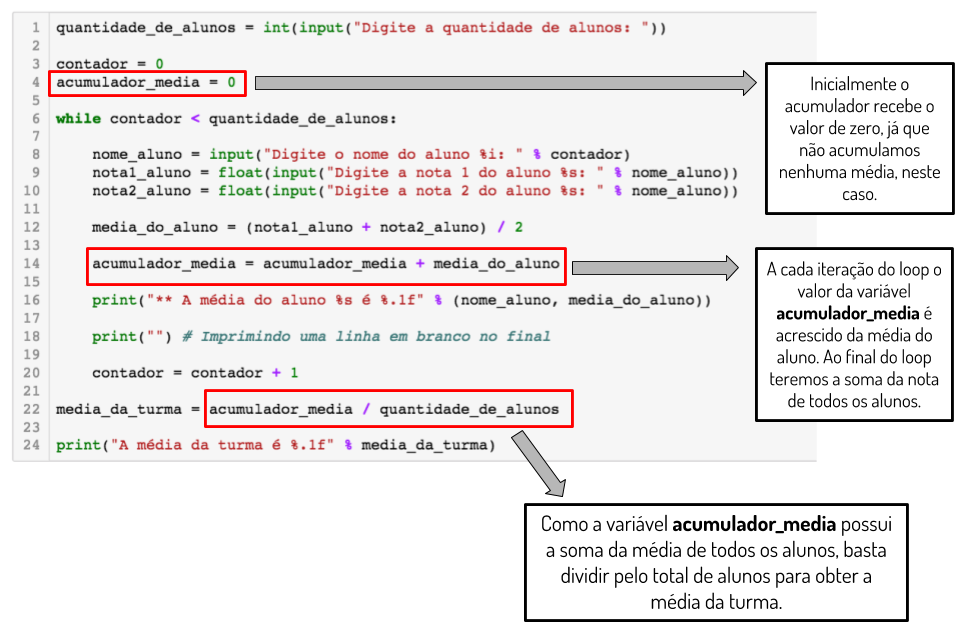 1 quantidade_de_alunos = int(input("Digite a quantidade de alunos: "))
2
3 contador = 0
4 acumulador_media = 0
5
6 while contador < quantidade_de_alunos:
7
8     nome_aluno = input("Digite o nome do aluno %i: " % contador)
9     nota1_aluno = float(input("Digite a nota 1 do aluno %s: " % nome_aluno))
10     nota2_aluno = float(input("Digite a nota 2 do aluno %s: " % nome_aluno))
11
12     media_do_aluno = (nota1_aluno + nota2_aluno) / 2
13
14     acumulador_media = acumulador_media + media_do_aluno
15
16     print("** A média do aluno %s é %.1f" % (nome_aluno, media_do_aluno))
17
18     print("") # Imprimindo uma linha em branco no final
19
20     contador = contador + 1
21
22 media_da_turma = acumulador_media / quantidade_de_alunos
23
24 print("A média da turma é %.1f" % media_da_turma)
Inicialmente o
acumulador recebe o
valor de zero, já que
não acumulamos
nenhuma média, neste
caso.
A cada iteração do loop o
valor da variável
acumulador_media é
acrescido da média do
aluno. Ao final do loop
teremos a soma da nota
de todos os alunos.
Como a variável acumulador_media possui
a soma da média de todos os alunos, basta
dividir pelo total de alunos para obter a
média da turma.